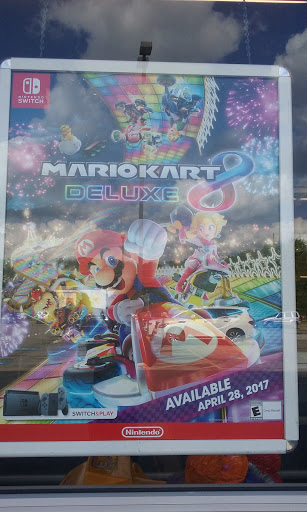 NINTENDO
SWITCH
MARIOKART 8
DELUXE
M
AVAILABLE
APRIL 28, 2017
SWITCH&PLAY
E
Nintendo